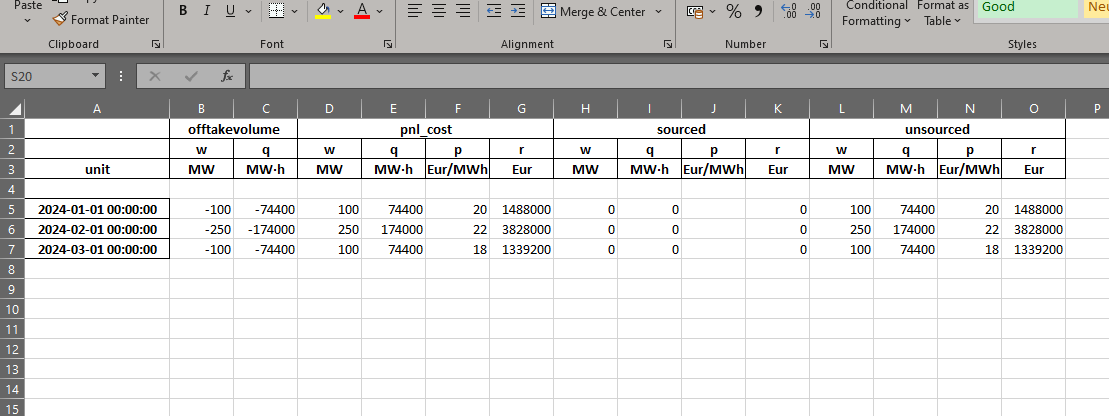 Paste
Format Painter
B I U A
Merge & Center
% 9 .00
Conditional Formatting
Format as Table
Good
Clipboard Font Alignment Number Styles
S20 fx
A B C D E F G H I J K L M N O P
1 offtakevolume pnl_cost sourced unsourced
2 w q w q p r w q p r w q p r
3 unit MW MW·h MW MW·h Eur/MWh Eur MW MW·h Eur/MWh Eur MW MW·h Eur/MWh Eur
4
5 2024-01-01 00:00:00 -100 -74400 100 74400 20 1488000 0 0 0 100 74400 20 1488000
6 2024-02-01 00:00:00 -250 -174000 250 174000 22 3828000 0 0 0 250 174000 22 3828000
7 2024-03-01 00:00:00 -100 -74400 100 74400 18 1339200 0 0 0 100 74400 18 1339200
8
9
10
11
12
13
14
15